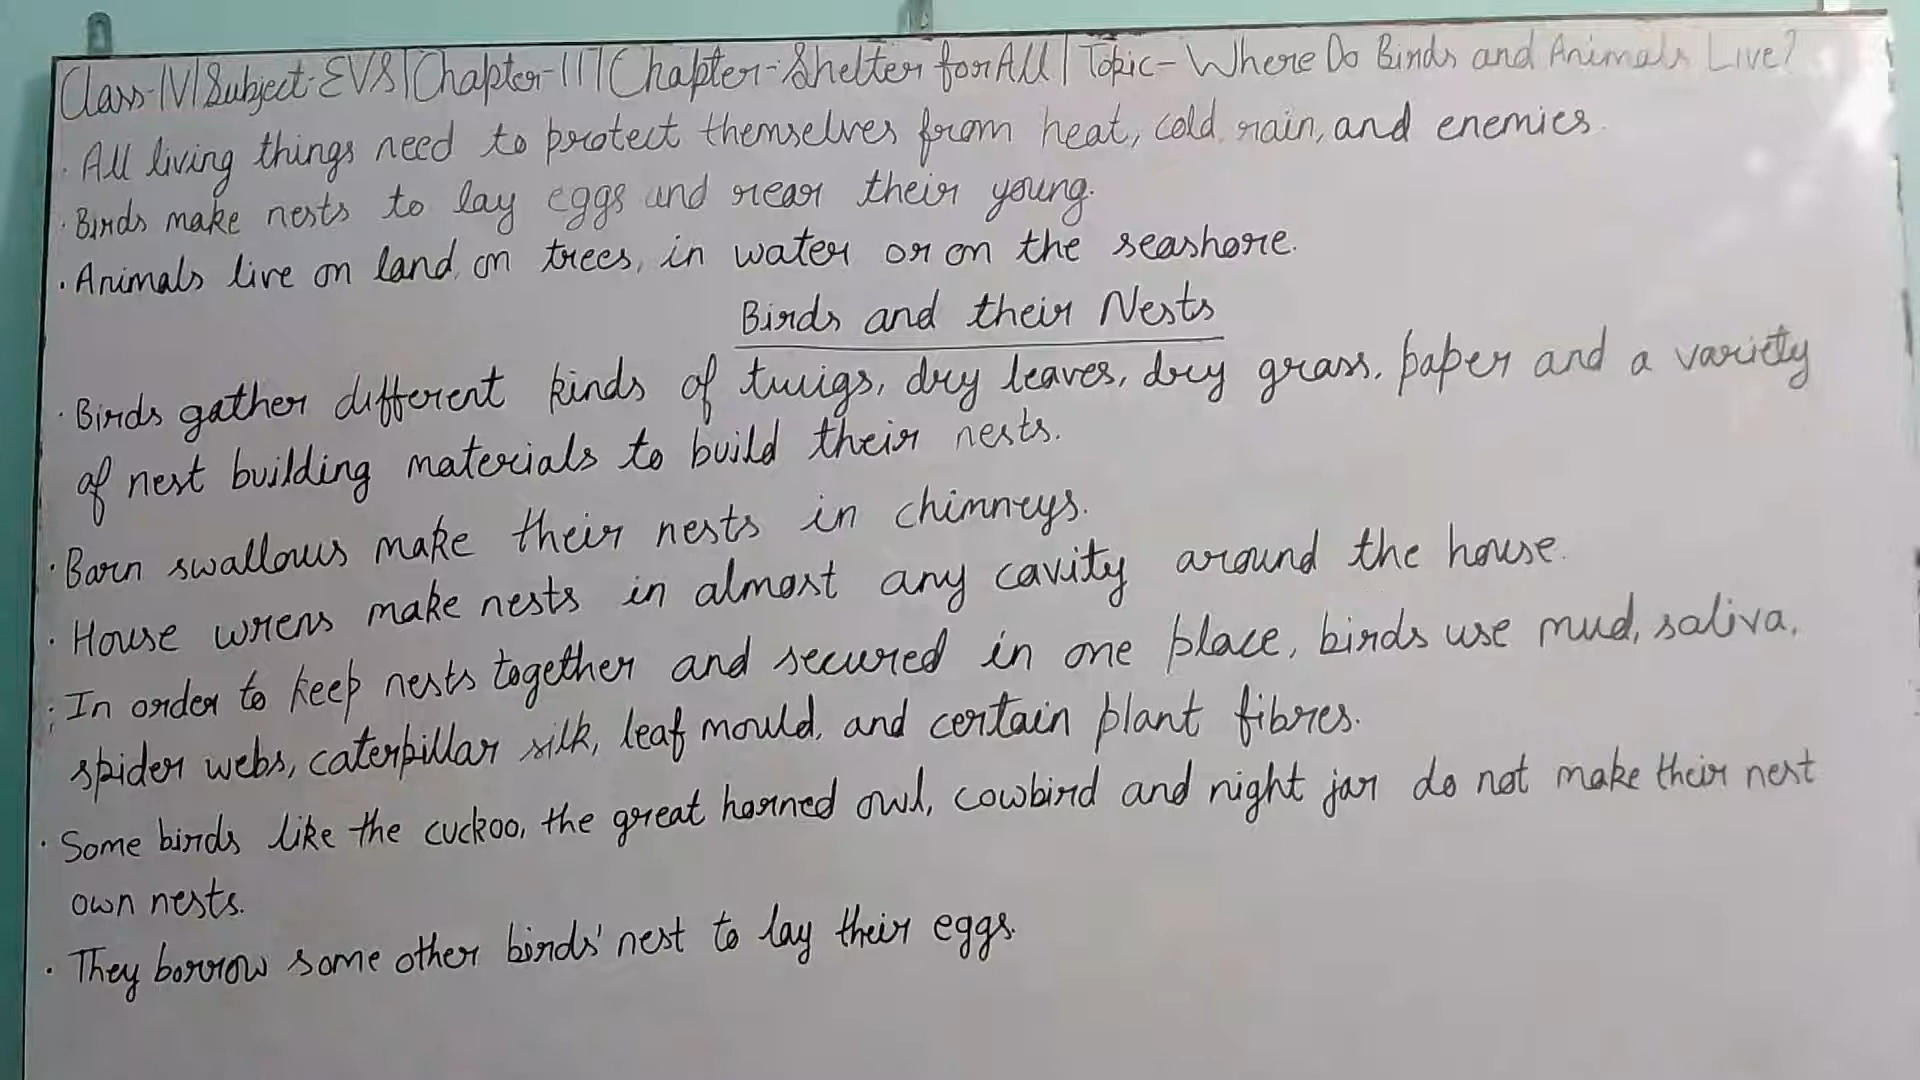 Class-IV|Subject-EVS|Chapter-III|Chapter-Shelter for All|Topic-Where Do Birds and Animals Live?
· All living things need to protect themselves from heat, cold, rain, and enemies.
· Birds make nests to lay eggs and rear their young.
· Animals live on land, on trees, in water or on the seashore.
Birds and their Nests
· Birds gather different kinds of twigs, dry leaves, dry grass, paper and a variety
of nest building materials to build their nests.
· Barn swallows make their nests in chimneys.
· House wrens make nests in almost any cavity around the house.
· In order to keep nests together and secured in one place, birds use mud, saliva,
spider webs, caterpillar silk, leaf mould, and certain plant fibres.
· Some birds like the cuckoo, the great horned owl, cowbird and night jar do not make their nest
own nests.
· They borrow some other birds' nest to lay their eggs.